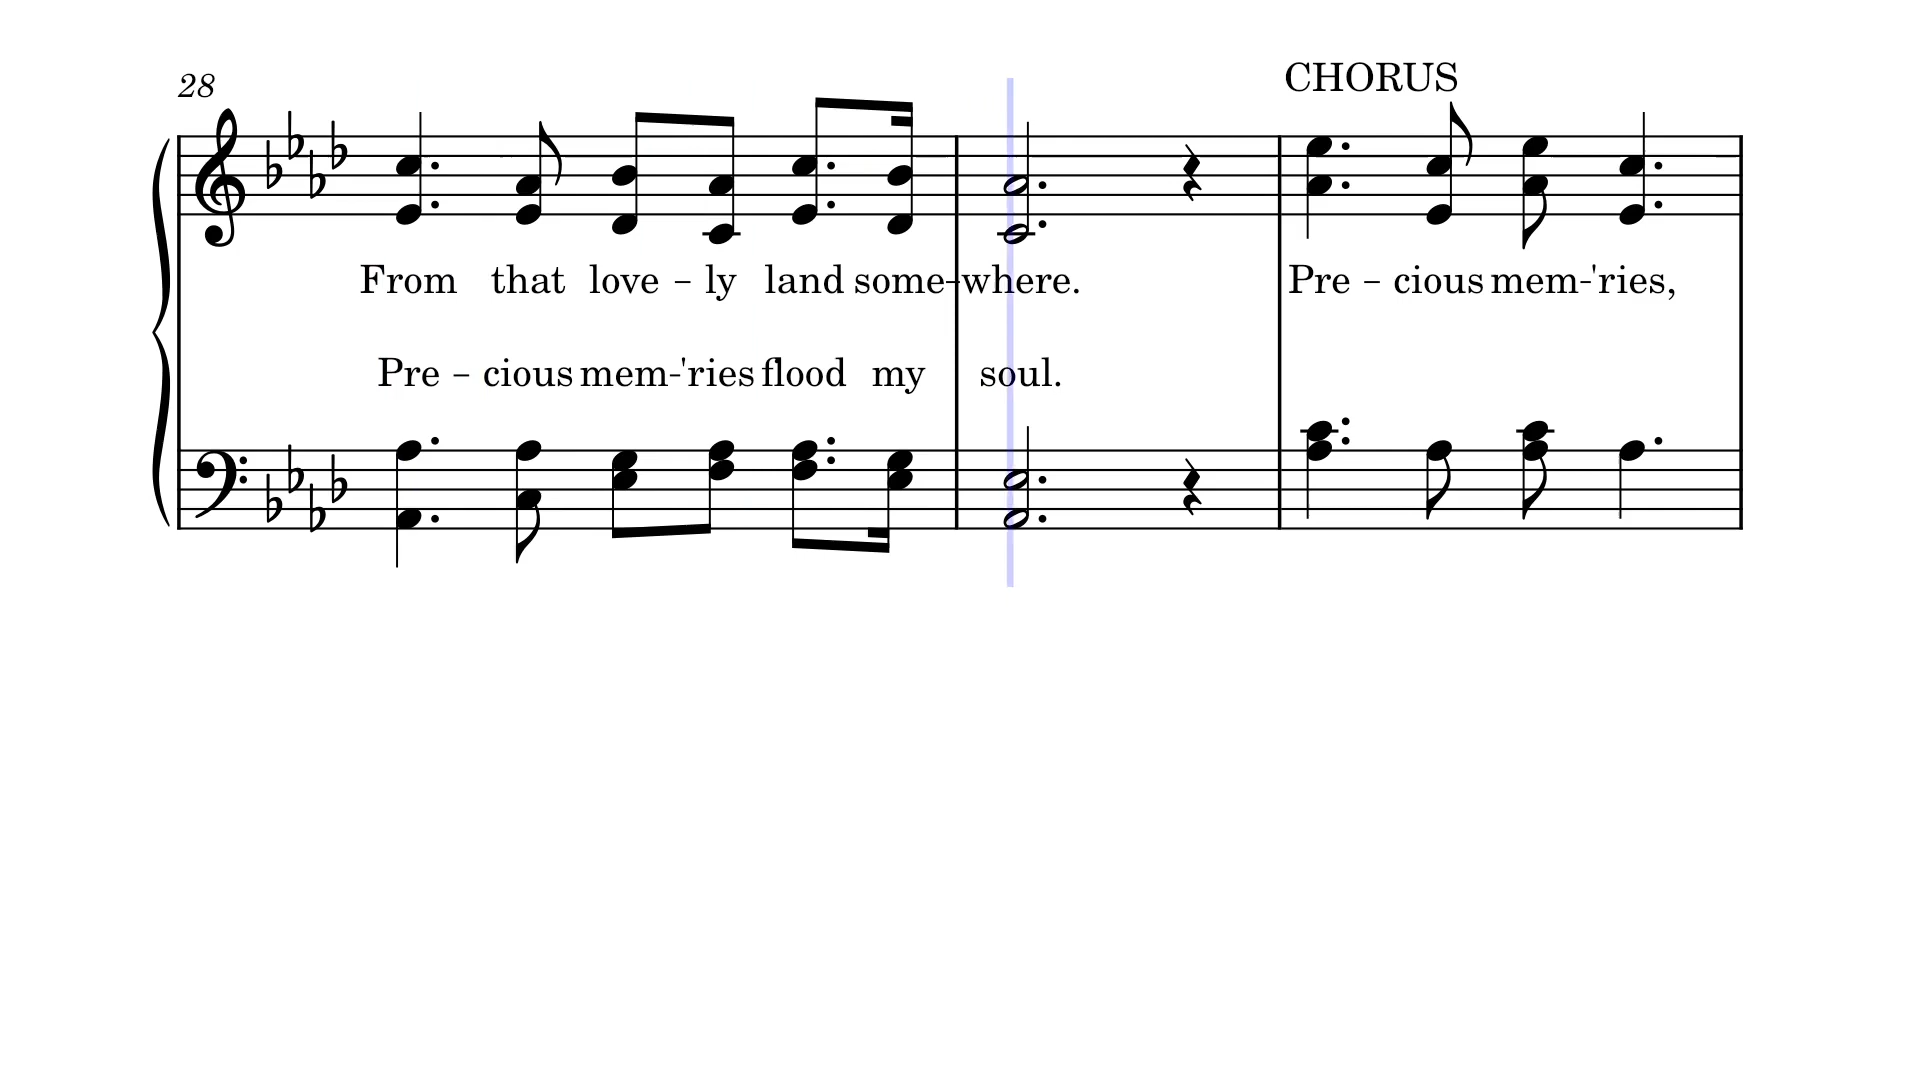 28
CHORUS
From that love – ly land some-where. Pre – cious mem-'ries,
Pre – cious mem-'ries flood my soul.